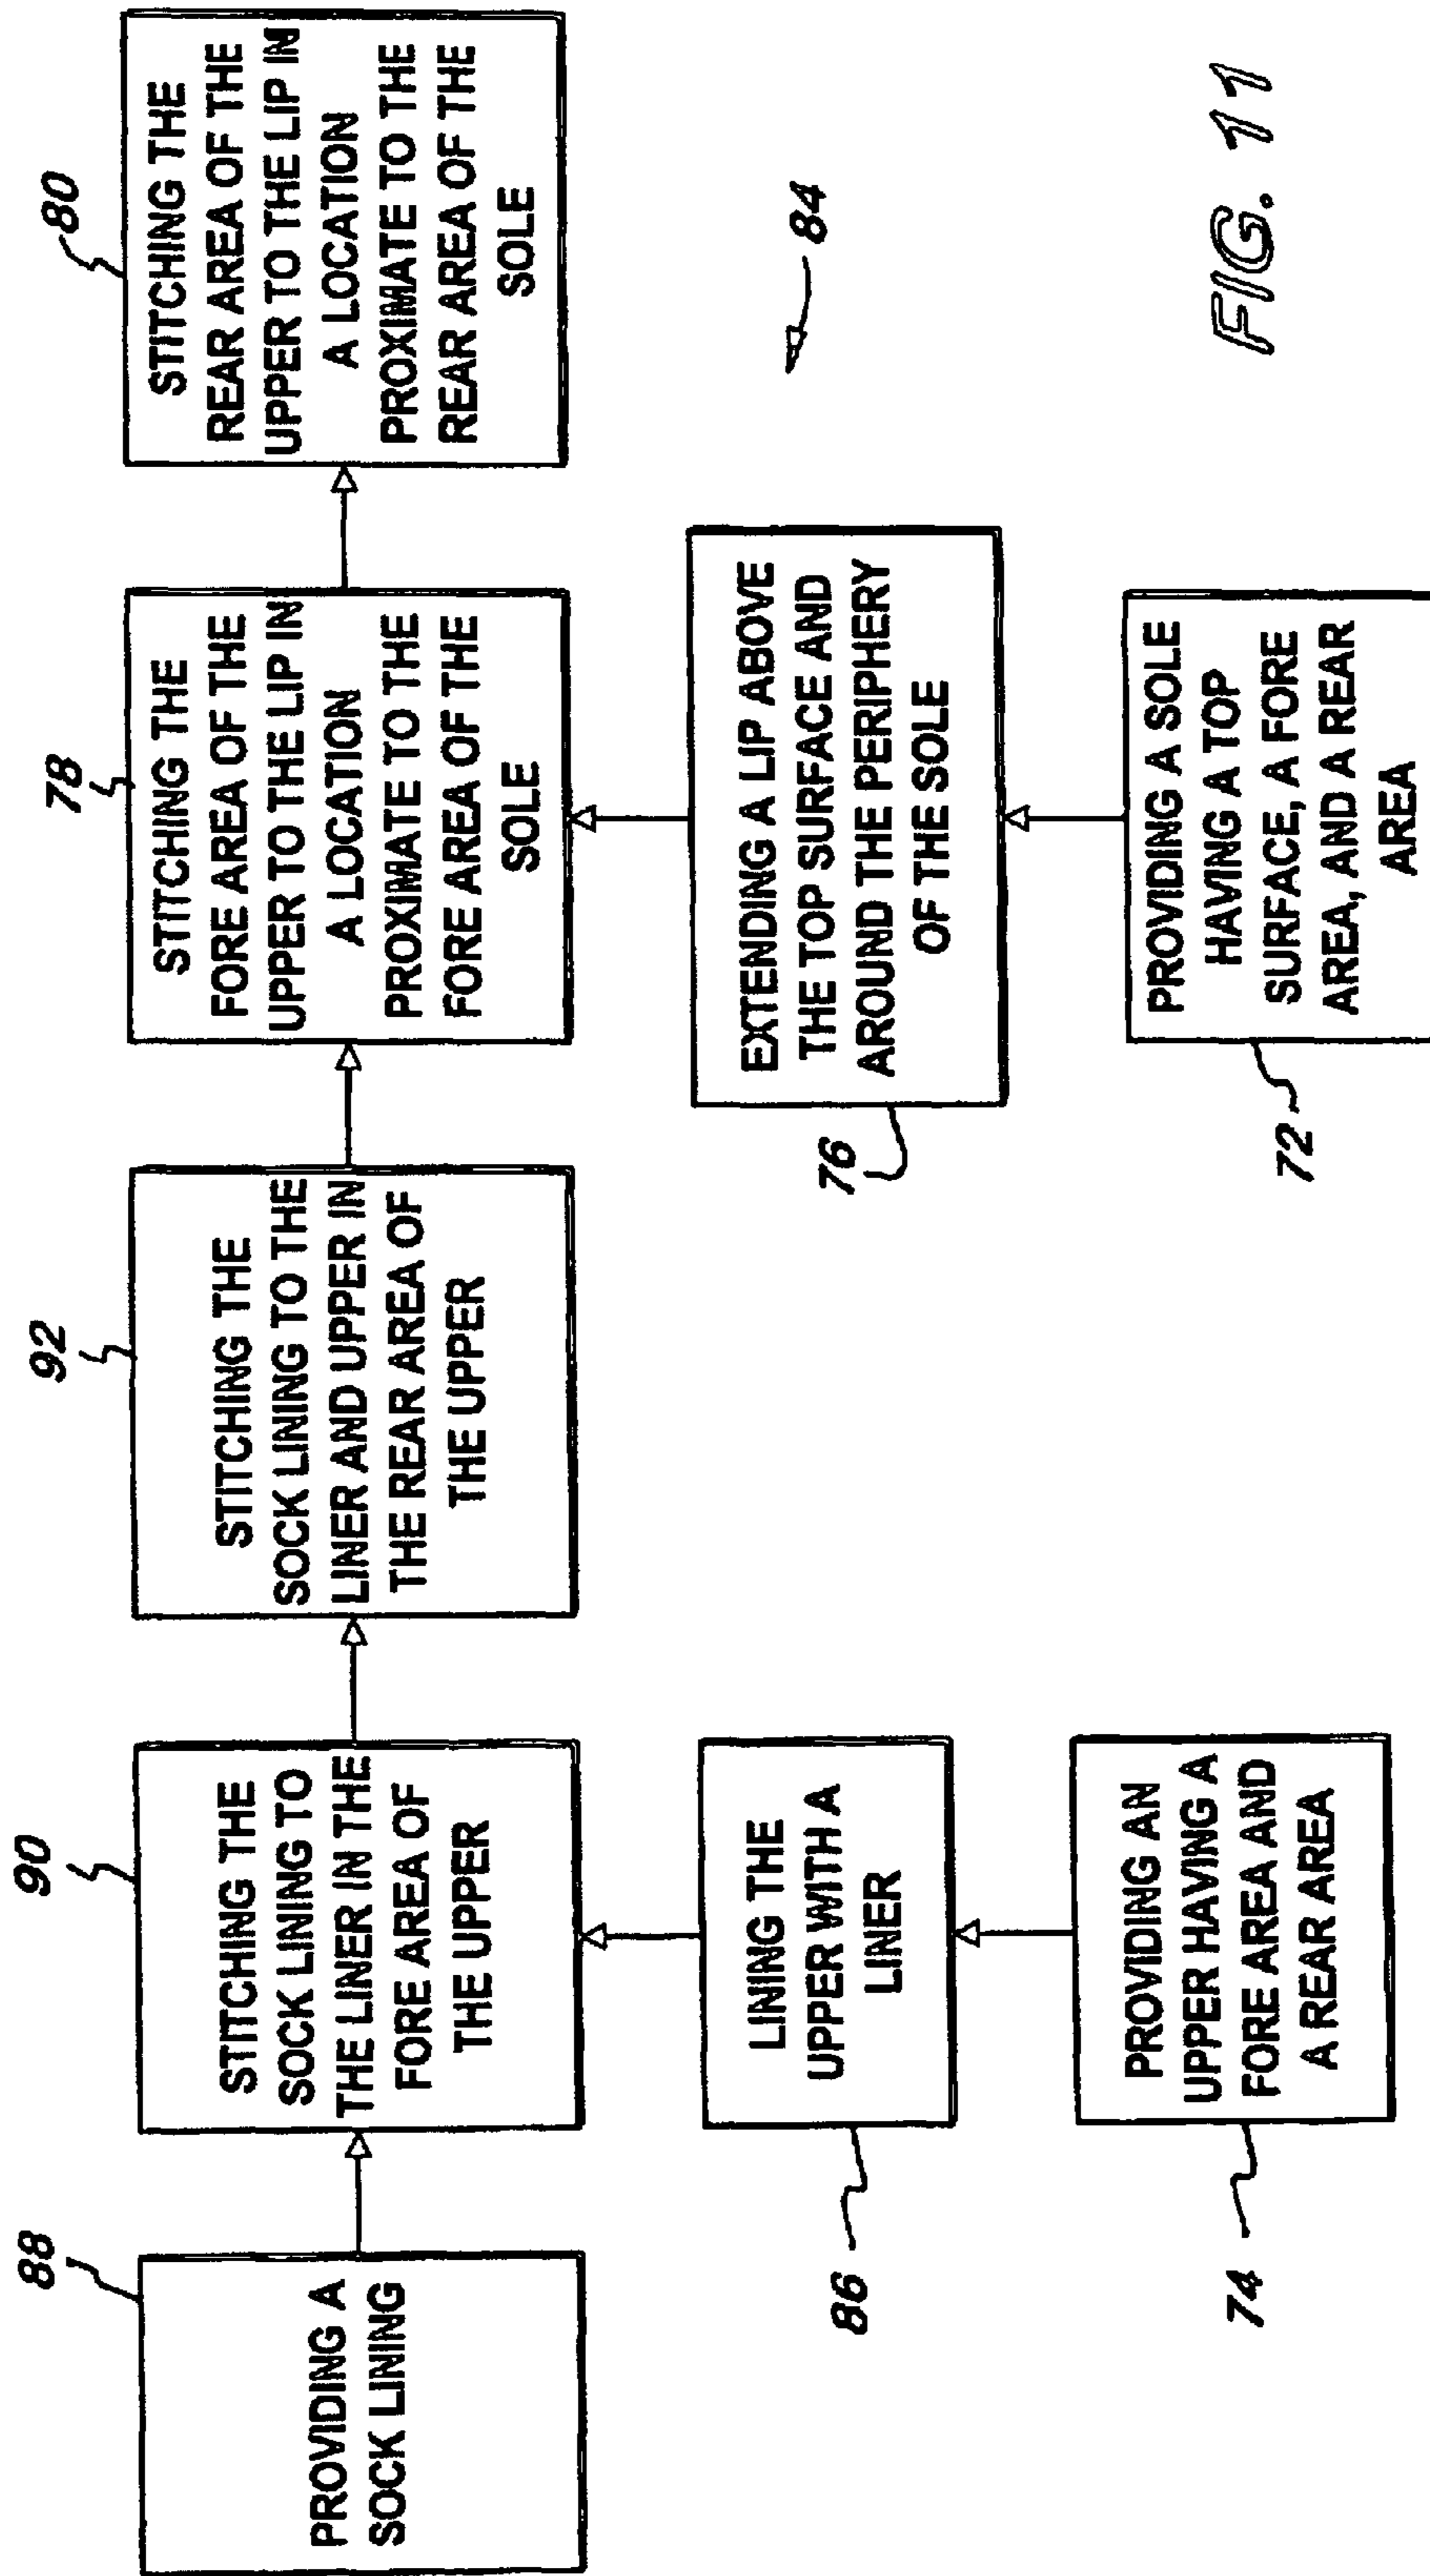 88
PROVIDING A
SOCK LINING
90
STITCHING THE
SOCK LINING TO
THE LINER IN THE
FORE AREA OF
THE UPPER
92
STITCHING THE
SOCK LINING TO THE
LINER AND UPPER IN
THE REAR AREA OF
THE UPPER
78
STITCHING THE
FORE AREA OF THE
UPPER TO THE LIP IN
A LOCATION
PROXIMATE TO THE
FORE AREA OF THE
SOLE
80
STITCHING THE
REAR AREA OF THE
UPPER TO THE LIP IN
A LOCATION
PROXIMATE TO THE
REAR AREA OF THE
SOLE
LINING THE
UPPER WITH A
LINER
86
EXTENDING A LIP ABOVE
THE TOP SURFACE AND
AROUND THE PERIPHERY
OF THE SOLE
76
84
PROVIDING AN
UPPER HAVING A
FORE AREA AND
A REAR AREA
74
PROVIDING A SOLE
HAVING A TOP
SURFACE, A FORE
AREA, AND A REAR
AREA
72
FIG. 11